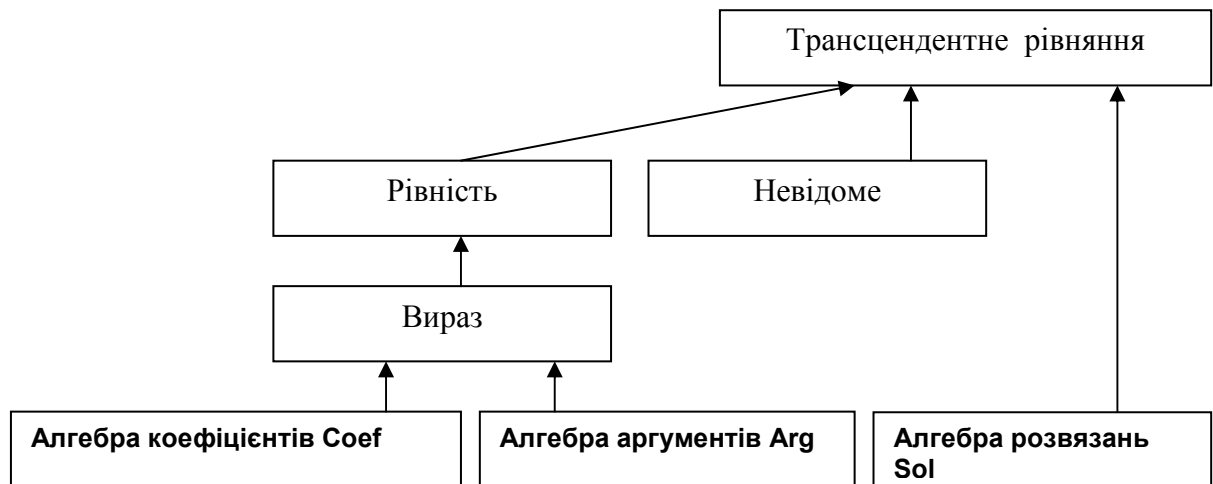 Трансцендентне рівняння
Рівність
Невідоме
Вираз
Алгебра коефіцієнтів Coef
Алгебра аргументів Arg
Алгебра розвязань
Sol